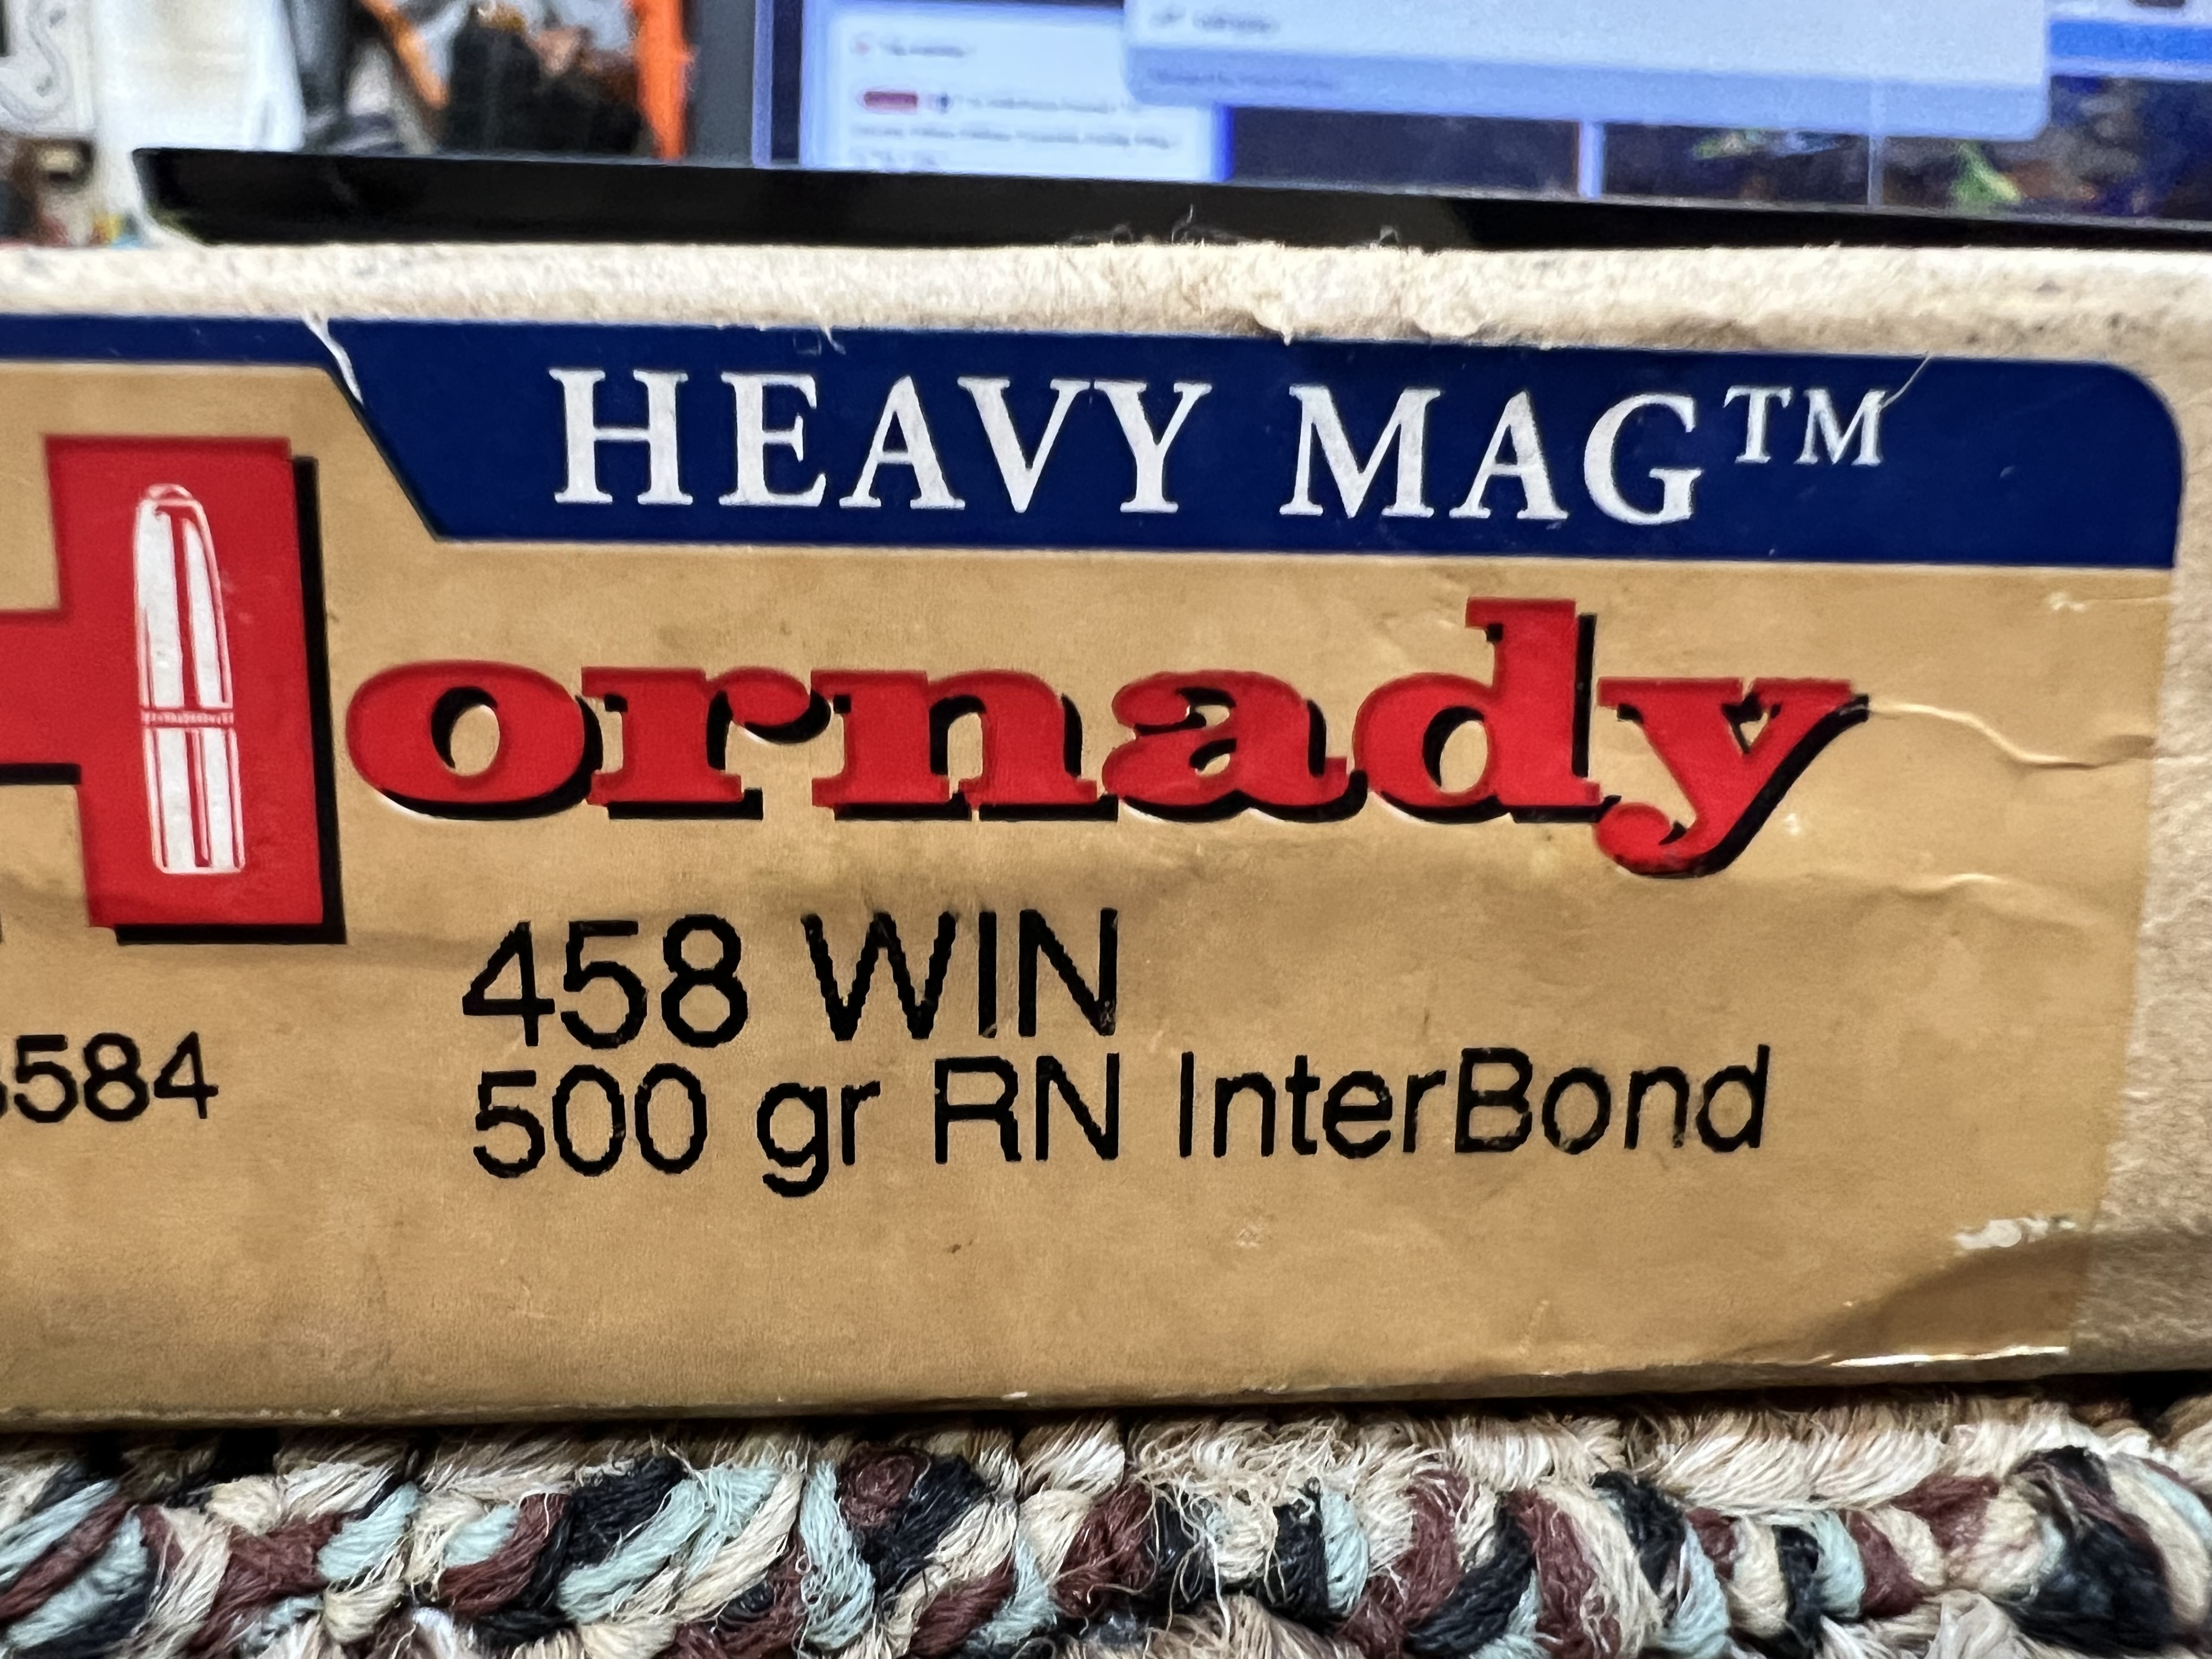 HEAVY MAG™
Hornady
458 WIN
584
500 gr RN InterBond